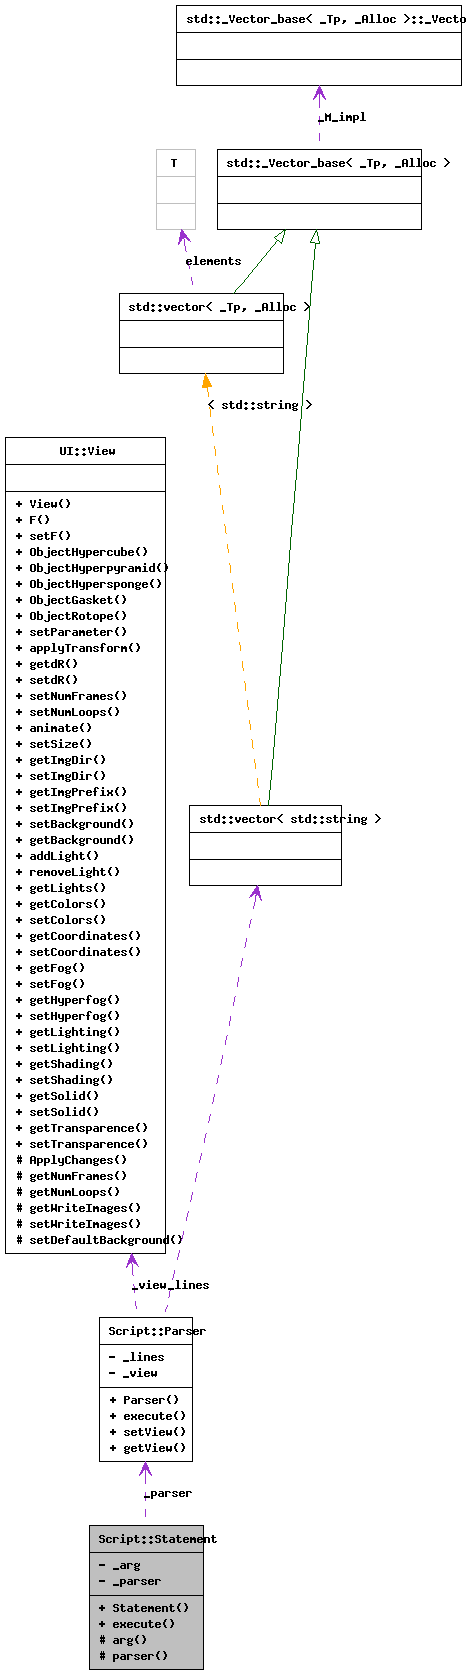 std::_Vector_base< _Tp, _Alloc >::_Vecto
_M_impl
T
std::_Vector_base< _Tp, _Alloc >
elements
std::vector< _Tp, _Alloc >
< std::string >
UI::View
+ View()
+ F()
+ setF()
+ ObjectHypercube()
+ ObjectHyperpyramid()
+ ObjectHypersponge()
+ ObjectGasket()
+ ObjectRotope()
+ setParameter()
+ applyTransform()
+ getdR()
+ setdR()
+ setNumFrames()
+ setNumLoops()
+ animate()
+ setSize()
+ getImgDir()
+ setImgDir()
+ getImgPrefix()
+ setImgPrefix()
+ setBackground()
+ getBackground()
+ addLight()
+ removeLight()
+ getLights()
+ getColors()
+ setColors()
+ getCoordinates()
+ setCoordinates()
+ getFog()
+ setFog()
+ getHyperfog()
+ setHyperfog()
+ getLighting()
+ setLighting()
+ getShading()
+ setShading()
+ getSolid()
+ setSolid()
+ getTransparence()
+ setTransparence()
# ApplyChanges()
# getNumFrames()
# getNumLoops()
# getWriteImages()
# setWriteImages()
# setDefaultBackground()
std::vector< std::string >
_view
_lines
Script::Parser
- _lines
- _view
+ Parser()
+ execute()
+ setView()
+ getView()
_parser
Script::Statement
- _arg
- _parser
+ Statement()
+ execute()
# arg()
# parser()